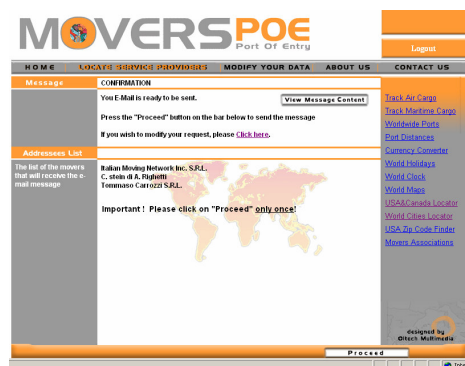 MOVERSPOE
Port Of Entry
Logout
HOME LOCATE SERVICE PROVIDERS MODIFY YOUR DATA ABOUT US CONTACT US
Message
CONFIRMATION
You E-Mail is ready to be sent.
View Message Content
Press the "Proceed" button on the bar below to send the message
If you wish to modify your request, please Click here.
Addressees List
The list of the movers
that will receive the e-
mail message
Italian Moving Network Inc. S.R.L.
C. stein di A. Righotti
Tommaso Carrozzi S.R.L.
Important ! Please click on "Proceed" only once!
Track Air Cargo
Track Maritime Cargo
Worldwide Ports
Port Distances
Currency Converter
World Holidays
World Clock
World Maps
USA&Canada Locator
World Cities Locator
USA Zip Code Finder
Movers Associations
designed by
Oltech Multimedia
Proceed